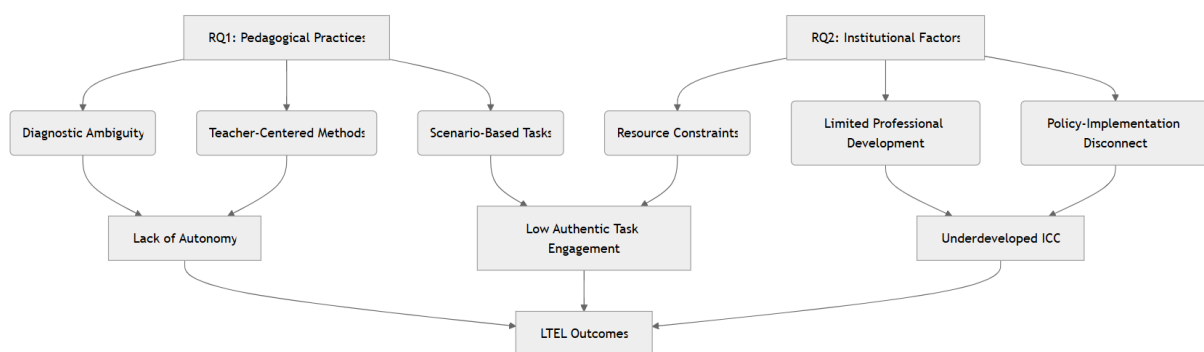 RQ1: Pedagogical Practices
RQ2: Institutional Factors
Diagnostic Ambiguity
Teacher-Centered Methods
Scenario-Based Tasks
Resource Constraints
Limited Professional
Development
Policy-Implementation
Disconnect
Lack of Autonomy
Low Authentic Task
Engagement
Underdeveloped ICC
LTEL Outcomes